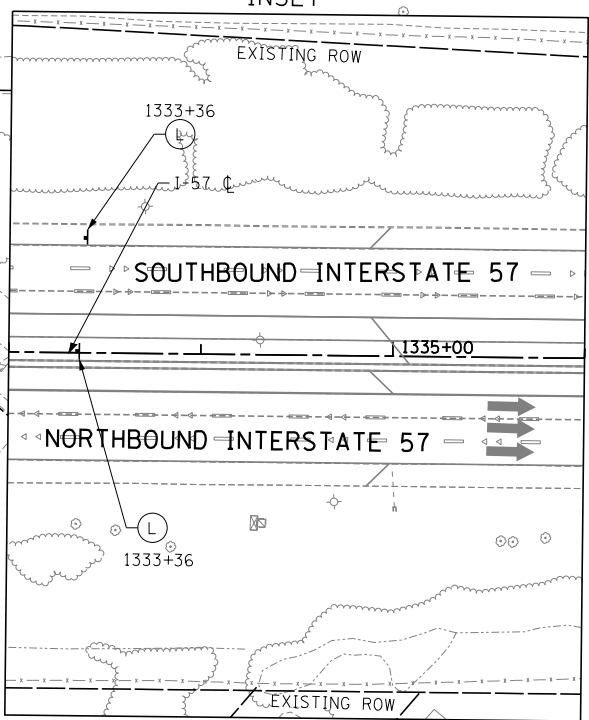 INSET
EXISTING ROW
1333+36
L
I-57 ℄
SOUTHBOUND INTERSTATE 57
1335+00
NORTHBOUND INTERSTATE 57
L
1333+36
EXISTING ROW